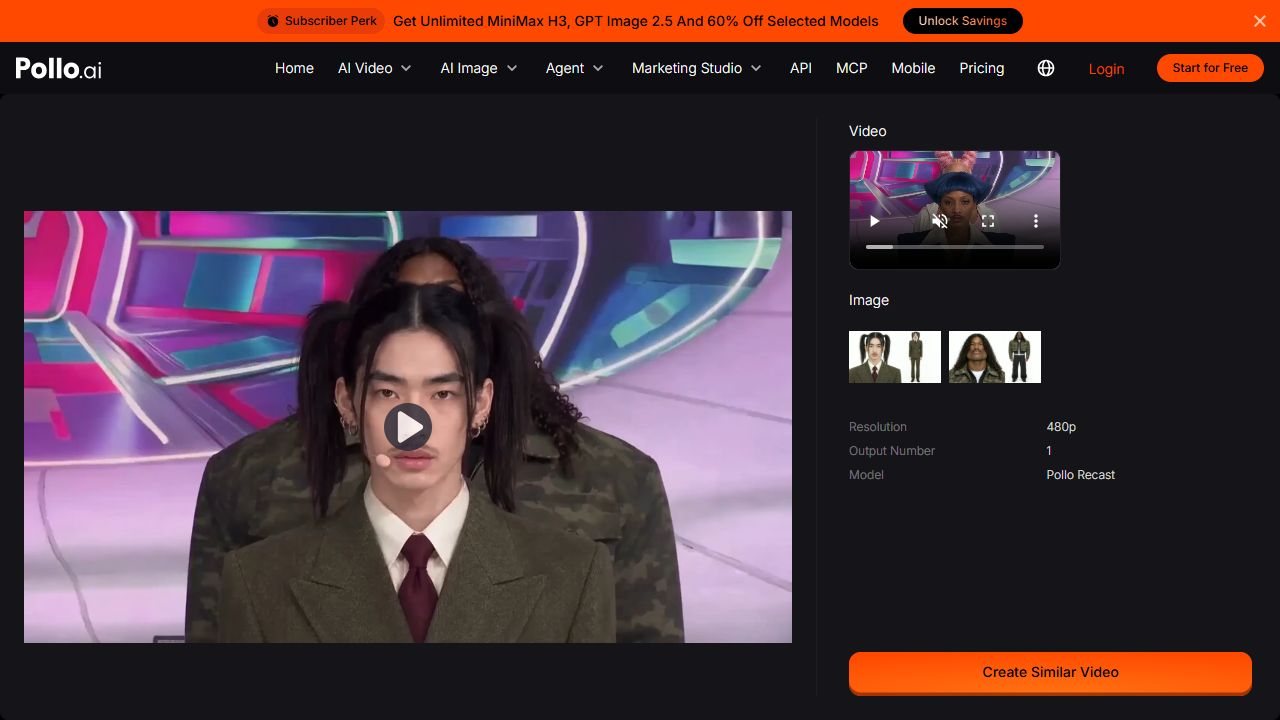 Subscriber Perk Get Unlimited MiniMax H3, GPT Image 2.5 And 60% Off Selected Models Unlock Savings
Pollo.ai Home AI Video AI Image Agent Marketing Studio API MCP Mobile Pricing Login Start for Free
Video
Image
Resolution 480p
Output Number 1
Model Pollo Recast
Create Similar Video